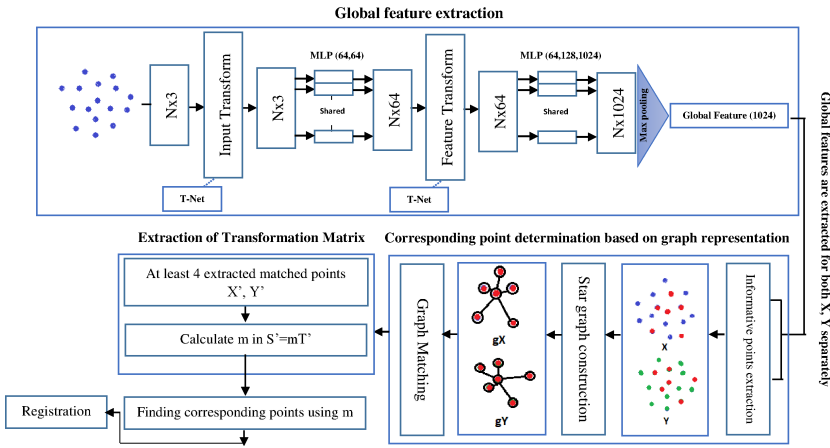 Global feature extraction
Nx3
Input Transform
T-Net
Nx3
MLP (64,64)
Shared
Nx64
Feature Transform
T-Net
Nx64
MLP (64,128,1024)
Shared
Nx1024
Max pooling
Global Feature (1024)
Global features are extracted for both X, Y separately
Corresponding point determination based on graph representation
Informative points extraction
X
Y
Star graph construction
gX
gY
Graph Matching
Extraction of Transformation Matrix
At least 4 extracted matched points
X’, Y’
Calculate m in S’=mT’
Finding corresponding points using m
Registration